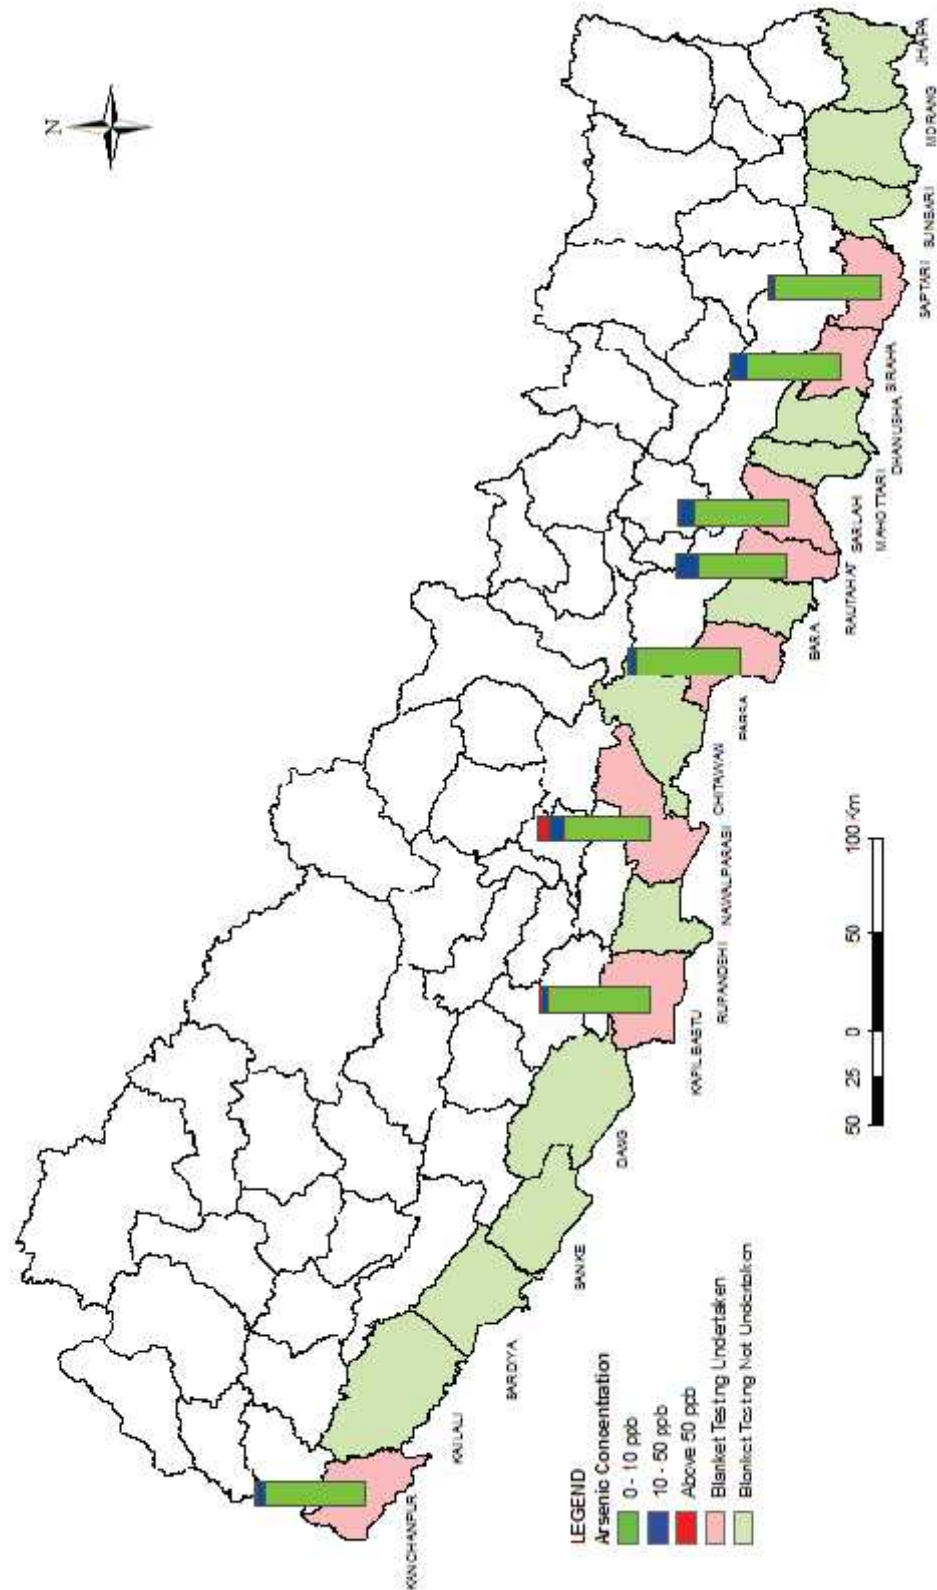 N
KANCHANPUR
KAILALI
BARDIYA
BANKE
DANG
KAPILBASTU
RUPANDEHI
NAWALPARASI
CHITAWAN
PARSA
BARA
RAUTAHAT
SARLAHI
MAHOTTARI
DHANUSHA
SIRAHA
SAPTARI
SUNSARI
MORANG
JHAPA
LEGEND
Arsenic Concentration
0 - 10 ppb
10 - 50 ppb
Above 50 ppb
Blanket Testing Undertaken
Blanket Testing Not Undertaken
50 25 0 50 100 Km